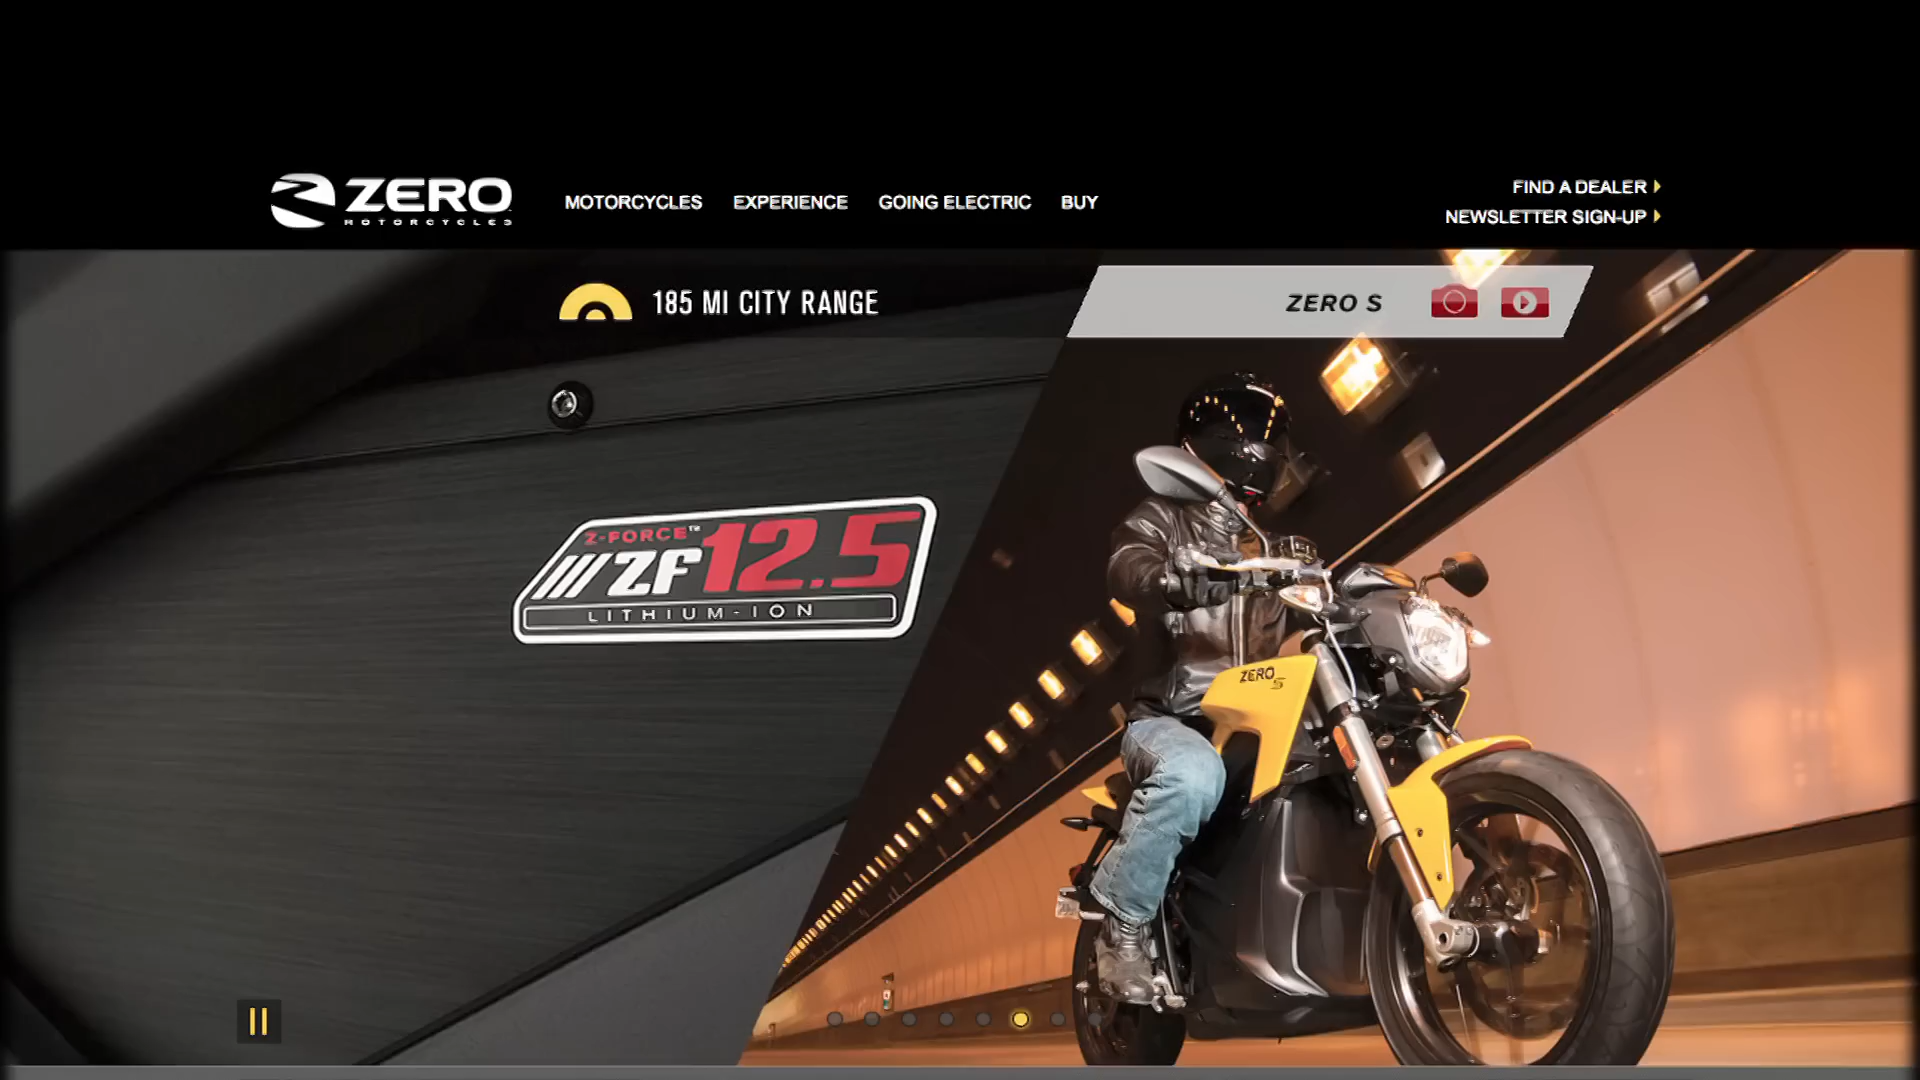 ZERO
MOTORCYCLES
MOTORCYCLES EXPERIENCE GOING ELECTRIC BUY
FIND A DEALER
NEWSLETTER SIGN-UP
185 MI CITY RANGE
ZERO S
Z-FORCE™
ZF12.5
LITHIUM-ION
ZERO S